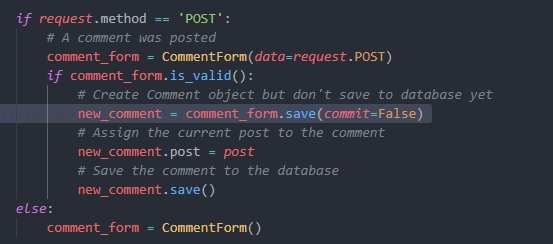 if request.method == 'POST':
    # A comment was posted
    comment_form = CommentForm(data=request.POST)
    if comment_form.is_valid():
        # Create Comment object but don't save to database yet
        new_comment = comment_form.save(commit=False)
        # Assign the current post to the comment
        new_comment.post = post
        # Save the comment to the database
        new_comment.save()
else:
    comment_form = CommentForm()